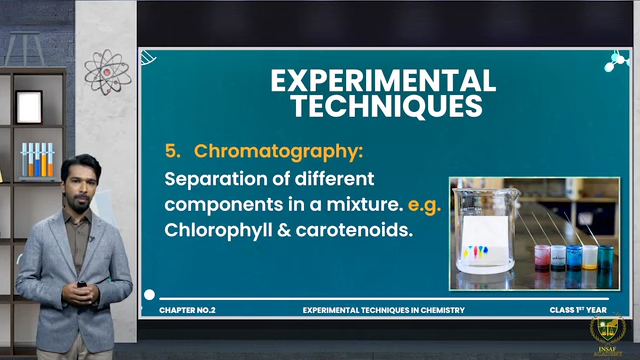 EXPERIMENTAL
TECHNIQUES
5. Chromatography:
Separation of different
components in a mixture. e.g.
Chlorophyll & carotenoids.
CHAPTER NO.2
EXPERIMENTAL TECHNIQUES IN CHEMISTRY
CLASS 1ST YEAR
INSAF
ACADEMY